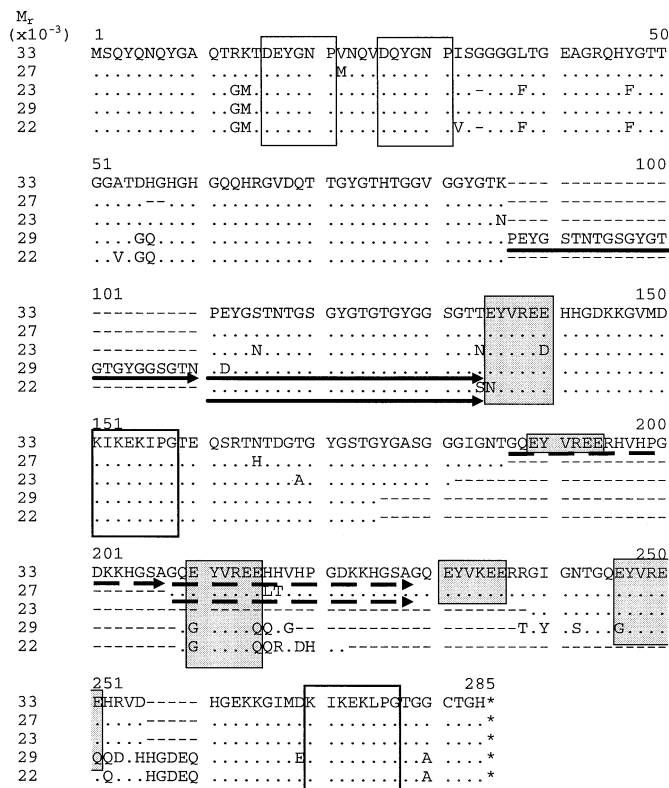 Mr
(x10⁻³)
1 50
33 MSQYQNQYGA QTRKTDEYGN PVNQVDQYGN PISGGGGLTG EAGRQHYGTT
27 .......... .......... .M........ .......... ..........
23 .......... ..GM...... .......... ...-...F.. ......F...
29 .......... ..GM...... .......... .......... ..........
22 .......... ..GM...... .......... .V.-...F.. ......F...
51 100
33 GGATDHGHGH GQQHRGVDQT TGYGTHTGGV GGYGTK---- ----------
27 .....--... .......... .......... ......---- ----------
23 .......... .......... .......... .....N---- ----------
29 ....GQ.... .......... .......... ......PEYG STNTGSGYGT
22 ..V.GQ.... .......... .......... ......---- ----------
101 150
33 ---------- PEYGSTNTGS GYGTGTGYGG SGTTEYVREE HHGDKKGVMD
27 ---------- .......... .......... .......... ..........
23 ---------- ....N..... .......... ...N.....D ..........
29 GTGYGGSGTN .D........ .......... .......... ..........
22 ---------- .......... .......... ...SN..... ..........
151 200
33 KIKEKIPGTE QSRTNTDGTG YGSTGYGASG GGIGNTGQEY VREERHVHPG
27 .......... ....H..... .......... ......---- ----------
23 .......... ........A. .......... .--------- ----------
29 .......... .......... ....------ ---------- ----------
22 .......... .......... ....------ ---------- ----------
201 250
33 DKKHGSAGQE YVREEHHVHP GDKKHGSAGQ EYVKEERRGI GNTGQEYVRE
27 -------... .....LT... .......... .......... ..........
23 ---------- ---------- ---------- -------... ..........
29 --------.G ....QQ.G-- ---------- -------T.Y .S...G....
22 --------.G ....QQR.DH .......... .......... ..........
251 285
33 EHRVD----- HGEKKGIMDK IKEKLPGTGG CTGH*
27 .....----- .......... .......... ....*
23 .....----- .......... .......... ....*
29 QQD.HHGDEQ ........E. ........A. ....*
22 .Q...HGDEQ .......... ........A. ....*